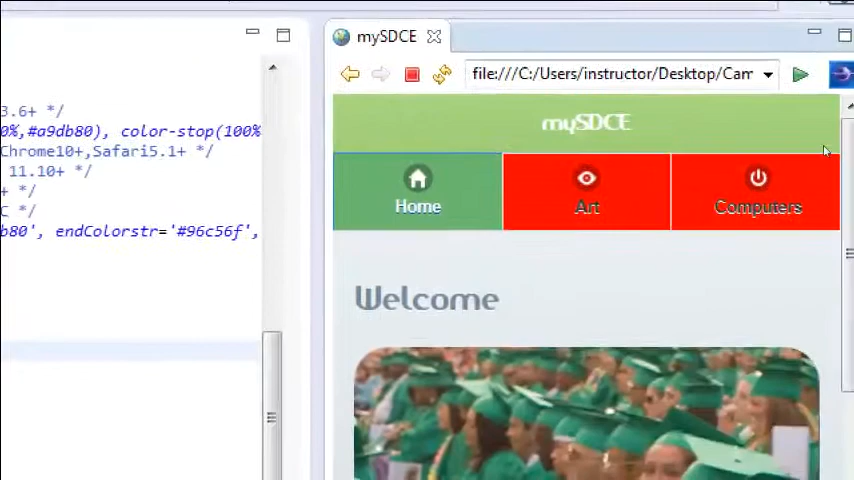 mySDCE
file:///C:/Users/instructor/Desktop/Cam
3.6+ */
0%,#a9db80), color-stop(100%
Chrome10+,Safari5.1+ */
11.10+ */
+ */
C */
b80', endColorstr='#96c56f',
mySDCE
Home
Art
Computers
Welcome